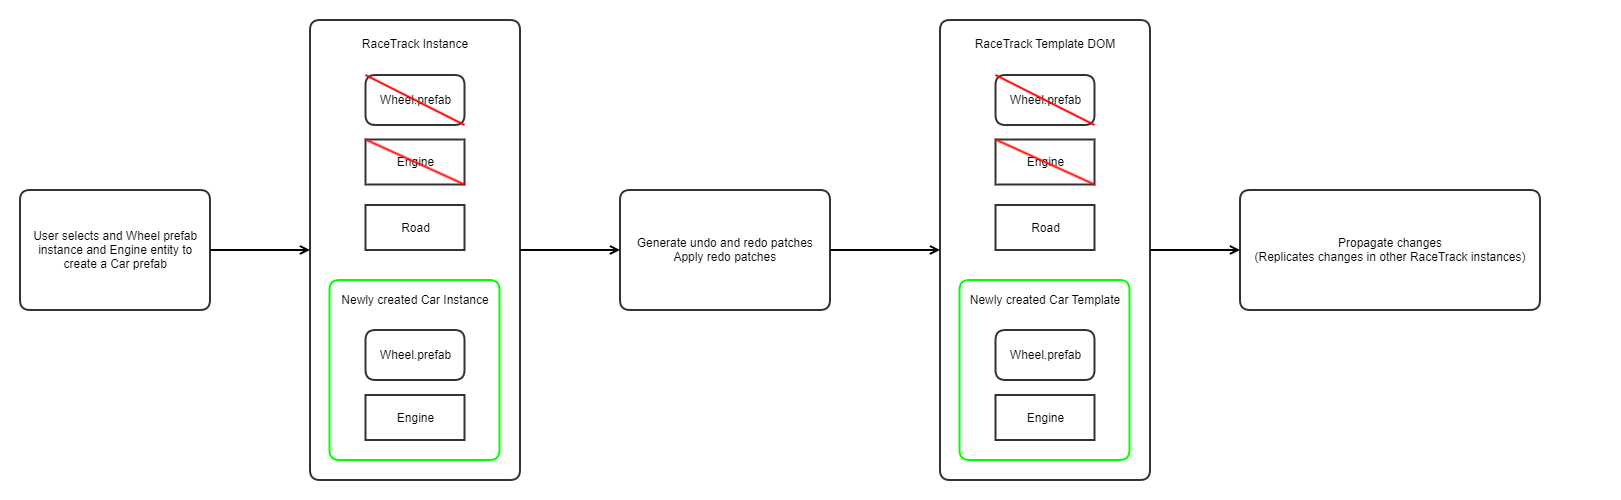 User selects and Wheel prefab
instance and Engine entity to
create a Car prefab
RaceTrack Instance
Wheel.prefab
Engine
Road
Newly created Car Instance
Wheel.prefab
Engine
Generate undo and redo patches
Apply redo patches
RaceTrack Template DOM
Wheel.prefab
Engine
Road
Newly created Car Template
Wheel.prefab
Engine
Propagate changes
(Replicates changes in other RaceTrack instances)